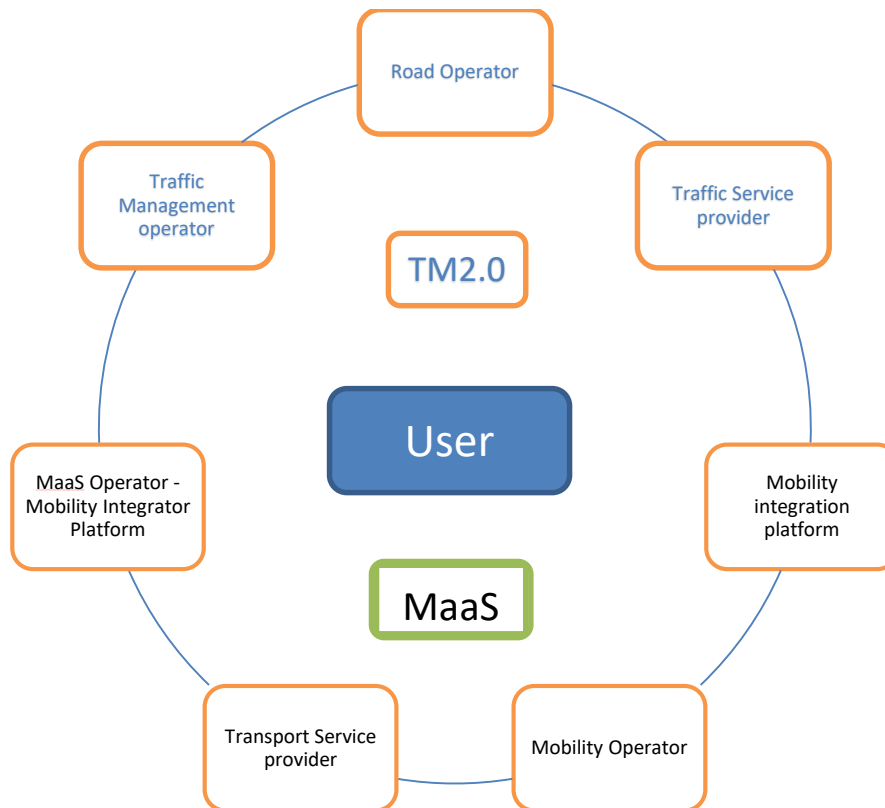 Road Operator
Traffic
Management
operator
Traffic Service
provider
TM2.0
User
MaaS Operator -
Mobility Integrator
Platform
Mobility
integration
platform
MaaS
Transport Service
provider
Mobility Operator